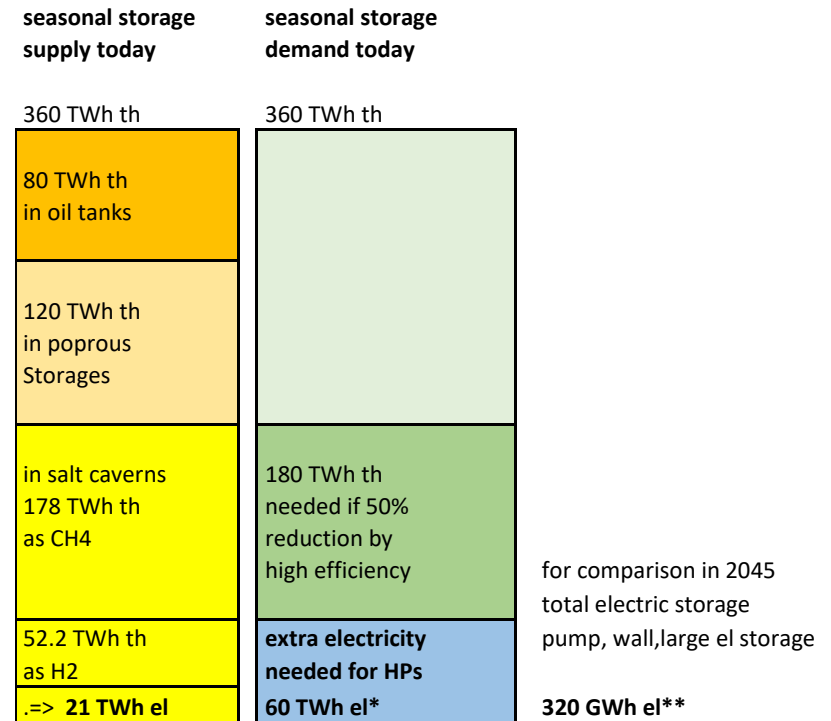 seasonal storage
supply today
seasonal storage
demand today
360 TWh th
360 TWh th
80 TWh th
in oil tanks
120 TWh th
in poprous
Storages
in salt caverns
178 TWh th
as CH4
180 TWh th
needed if 50%
reduction by
high efficiency
for comparison in 2045
total electric storage
pump, wall,large el storage
52.2 TWh th
as H2
extra electricity
needed for HPs
.=> 21 TWh el
60 TWh el*
320 GWh el**